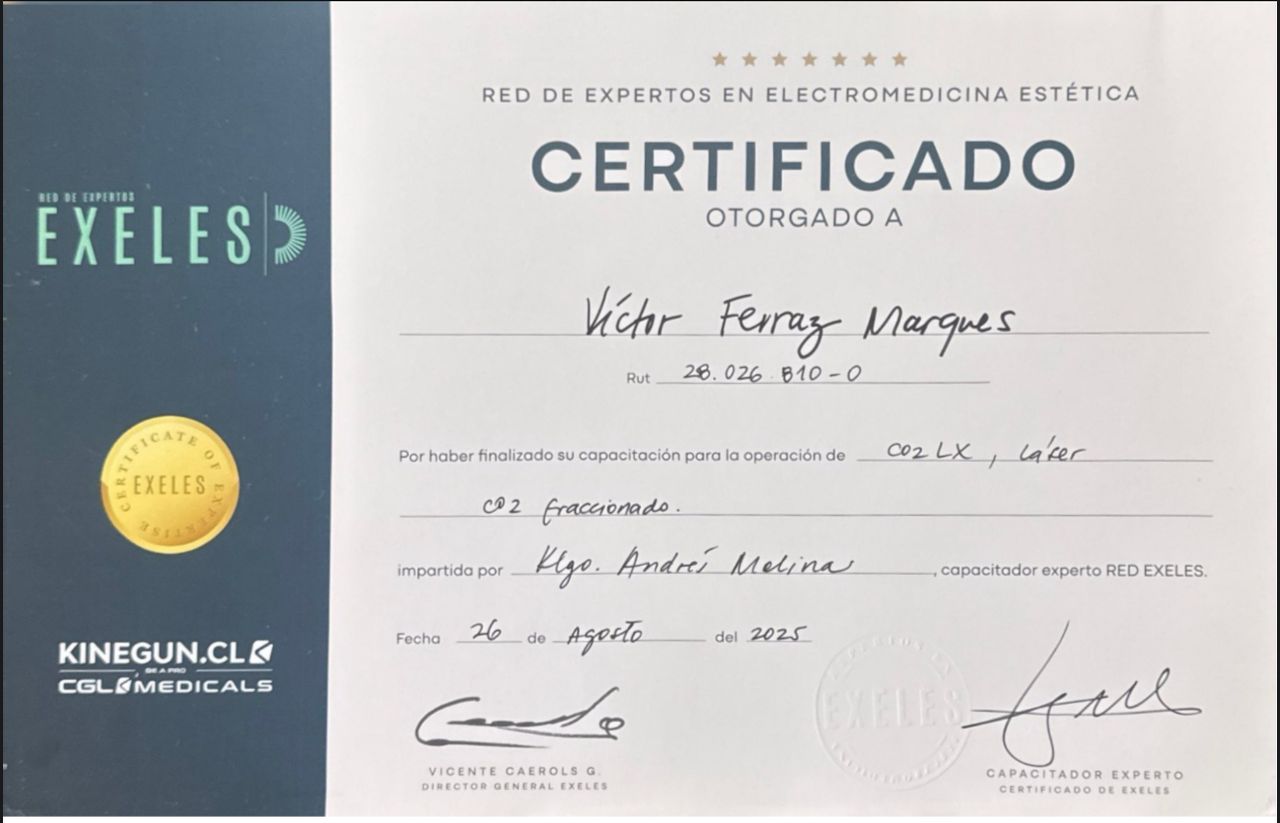 RED DE EXPERTOS EN ELECTROMEDICINA ESTÉTICA
CERTIFICADO
OTORGADO A
Víctor Ferraz Marques
Rut 28.026.810-0
Por haber finalizado su capacitación para la operación de CO2 LX, láser
CO2 fraccionado.
impartida por Klgo. Andrés Molina, capacitador experto RED EXELES.
Fecha 26 de Agosto del 2025
VICENTE CAEROLS G.
DIRECTOR GENERAL EXELES
CAPACITADOR EXPERTO
CERTIFICADO DE EXELES
EXELES
RED DE EXPERTOS
EXELES
CERTIFICATE OF EXPERTISE
EXELES
KINEGUN.CL
BE A PRO
CGL MEDICALS